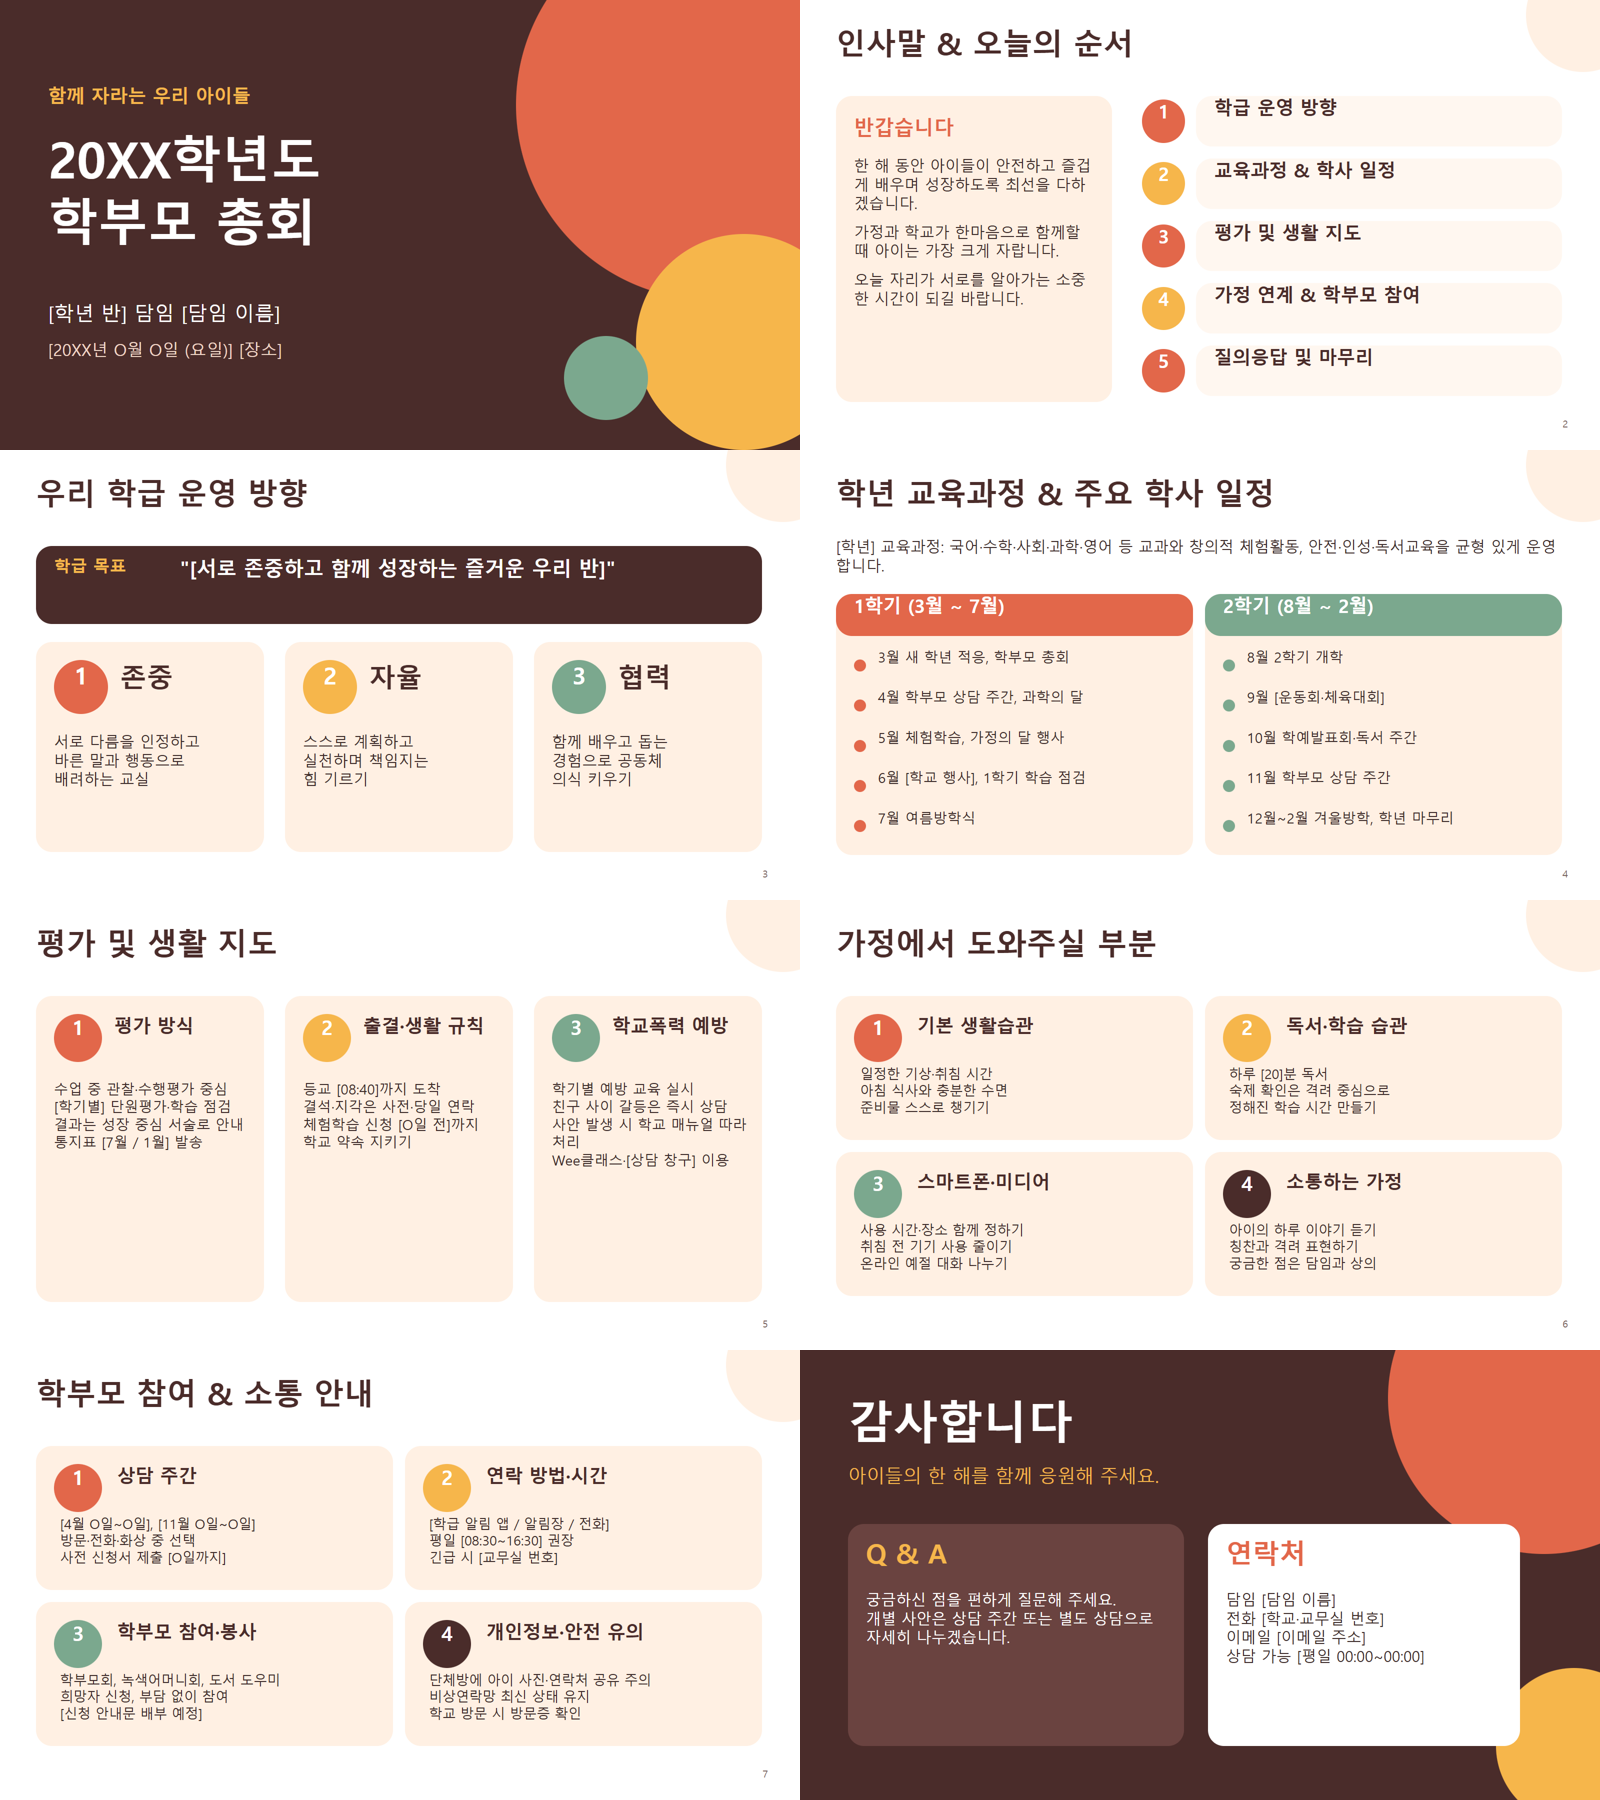 함께 자라는 우리 아이들
20XX학년도
학부모 총회
[학년 반] 담임 [담임 이름]
[20XX년 O월 O일 (요일)] [장소]
인사말 & 오늘의 순서
반갑습니다
한 해 동안 아이들이 안전하고 즐겁
게 배우며 성장하도록 최선을 다하
겠습니다.
가정과 학교가 한마음으로 함께할
때 아이는 가장 크게 자랍니다.
오늘 자리가 서로를 알아가는 소중
한 시간이 되길 바랍니다.
1 학급 운영 방향
2 교육과정 & 학사 일정
3 평가 및 생활 지도
4 가정 연계 & 학부모 참여
5 질의응답 및 마무리
2
우리 학급 운영 방향
학급 목표 "[서로 존중하고 함께 성장하는 즐거운 우리 반]"
1 존중
서로 다름을 인정하고
바른 말과 행동으로
배려하는 교실
2 자율
스스로 계획하고
실천하며 책임지는
힘 기르기
3 협력
함께 배우고 돕는
경험으로 공동체
의식 키우기
3
학년 교육과정 & 주요 학사 일정
[학년] 교육과정: 국어·수학·사회·과학·영어 등 교과와 창의적 체험활동, 안전·인성·독서교육을 균형 있게 운영
합니다.
1학기 (3월 ~ 7월)
3월 새 학년 적응, 학부모 총회
4월 학부모 상담 주간, 과학의 달
5월 체험학습, 가정의 달 행사
6월 [학교 행사], 1학기 학습 점검
7월 여름방학식
2학기 (8월 ~ 2월)
8월 2학기 개학
9월 [운동회·체육대회]
10월 학예발표회·독서 주간
11월 학부모 상담 주간
12월~2월 겨울방학, 학년 마무리
4
평가 및 생활 지도
1 평가 방식
수업 중 관찰·수행평가 중심
[학기별] 단원평가·학습 점검
결과는 성장 중심 서술로 안내
통지표 [7월 / 1월] 발송
2 출결·생활 규칙
등교 [08:40]까지 도착
결석·지각은 사전·당일 연락
체험학습 신청 [O일 전]까지
학교 약속 지키기
3 학교폭력 예방
학기별 예방 교육 실시
친구 사이 갈등은 즉시 상담
사안 발생 시 학교 매뉴얼 따라
처리
Wee클래스·[상담 창구] 이용
5
가정에서 도와주실 부분
1 기본 생활습관
일정한 기상·취침 시간
아침 식사와 충분한 수면
준비물 스스로 챙기기
2 독서·학습 습관
하루 [20]분 독서
숙제 확인은 격려 중심으로
정해진 학습 시간 만들기
3 스마트폰·미디어
사용 시간·장소 함께 정하기
취침 전 기기 사용 줄이기
온라인 예절 대화 나누기
4 소통하는 가정
아이의 하루 이야기 듣기
칭찬과 격려 표현하기
궁금한 점은 담임과 상의
6
학부모 참여 & 소통 안내
1 상담 주간
[4월 O일~O일], [11월 O일~O일]
방문·전화·화상 중 선택
사전 신청서 제출 [O일까지]
2 연락 방법·시간
[학급 알림 앱 / 알림장 / 전화]
평일 [08:30~16:30] 권장
긴급 시 [교무실 번호]
3 학부모 참여·봉사
학부모회, 녹색어머니회, 도서 도우미
희망자 신청, 부담 없이 참여
[신청 안내문 배부 예정]
4 개인정보·안전 유의
단체방에 아이 사진·연락처 공유 주의
비상연락망 최신 상태 유지
학교 방문 시 방문증 확인
7
감사합니다
아이들의 한 해를 함께 응원해 주세요.
Q & A
궁금하신 점을 편하게 질문해 주세요.
개별 사안은 상담 주간 또는 별도 상담으로
자세히 나누겠습니다.
연락처
담임 [담임 이름]
전화 [학교·교무실 번호]
이메일 [이메일 주소]
상담 가능 [평일 00:00~00:00]